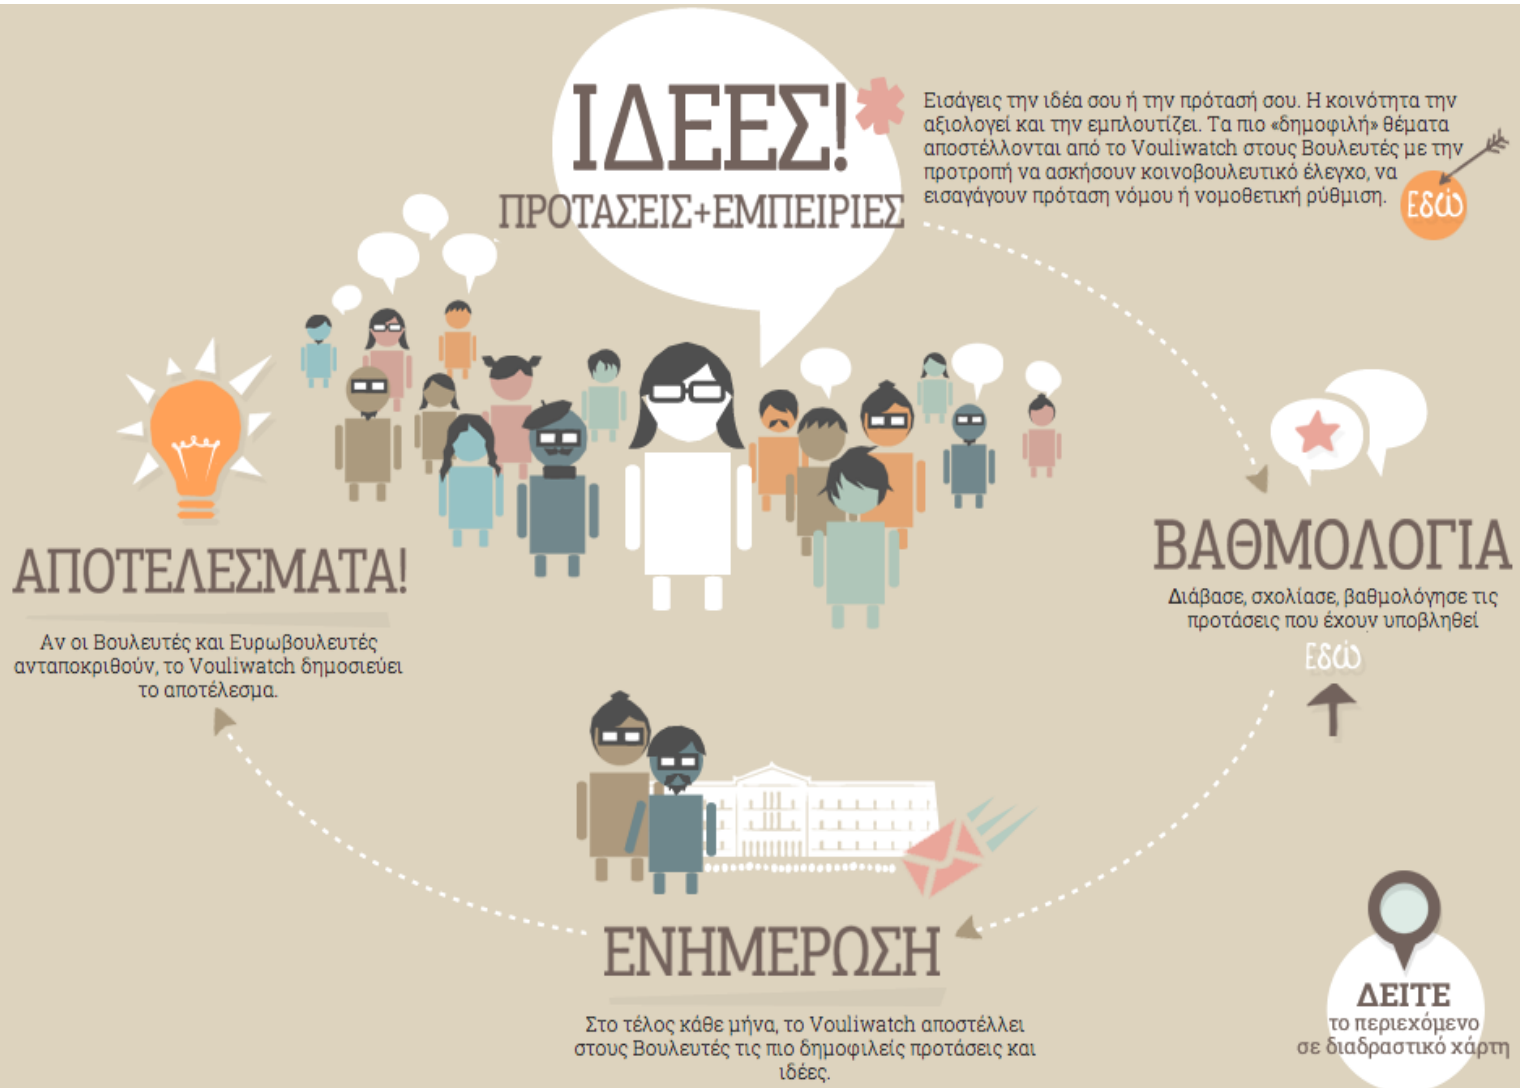 ΙΔΕΕΣ!*
ΠΡΟΤΑΣΕΙΣ+ΕΜΠΕΙΡΙΕΣ
Εισάγεις την ιδέα σου ή την πρότασή σου. Η κοινότητα την
αξιολογεί και την εμπλουτίζει. Τα πιο «δημοφιλή» θέματα
αποστέλλονται από το Vouliwatch στους Βουλευτές με την
προτροπή να ασκήσουν κοινοβουλευτικό έλεγχο, να
εισαγάγουν πρόταση νόμου ή νομοθετική ρύθμιση.
Εδώ
ΒΑΘΜΟΛΟΓΙΑ
Διάβασε, σχολίασε, βαθμολόγησε τις
προτάσεις που έχουν υποβληθεί
Εδώ
ΕΝΗΜΕΡΩΣΗ
Στο τέλος κάθε μήνα, το Vouliwatch αποστέλλει
στους Βουλευτές τις πιο δημοφιλείς προτάσεις και
ιδέες.
ΑΠΟΤΕΛΕΣΜΑΤΑ!
Αν οι Βουλευτές και Ευρωβουλευτές
ανταποκριθούν, το Vouliwatch δημοσιεύει
το αποτέλεσμα.
ΔΕΙΤΕ
το περιεχόμενο
σε διαδραστικό χάρτη